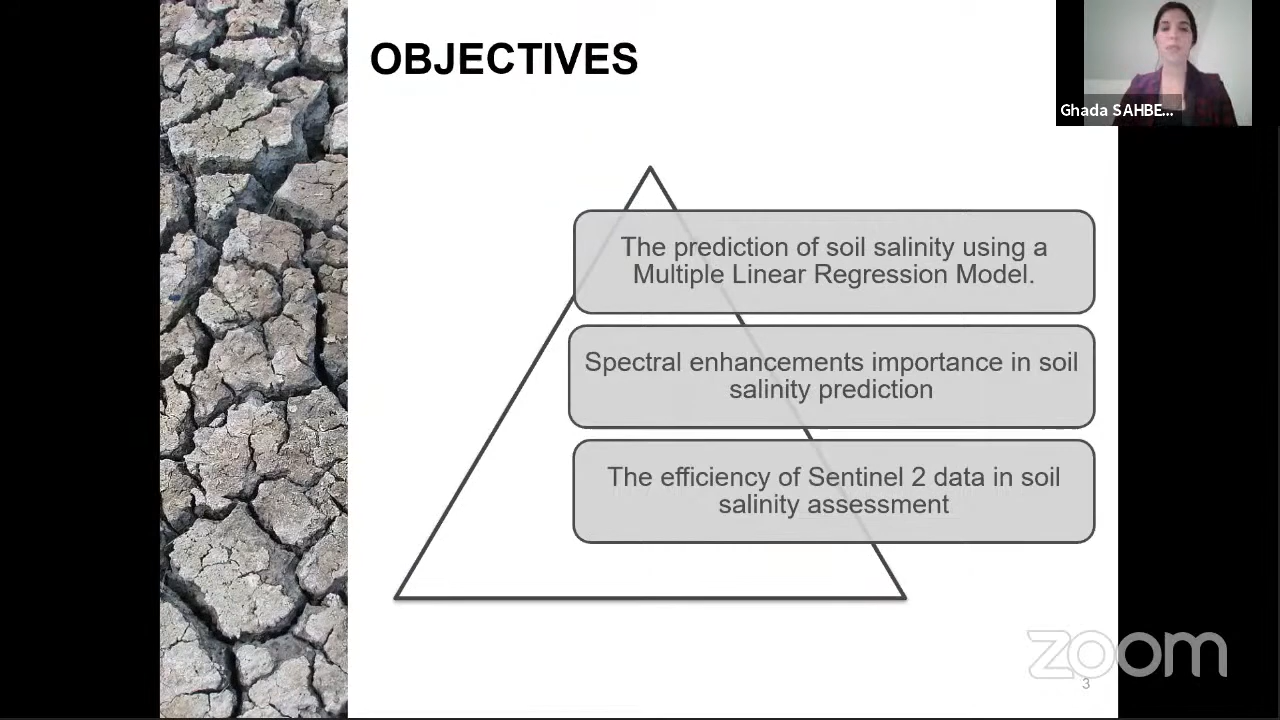 OBJECTIVES
Ghada SAHBE...
The prediction of soil salinity using a
Multiple Linear Regression Model.
Spectral enhancements importance in soil
salinity prediction
The efficiency of Sentinel 2 data in soil
salinity assessment
zoom
3